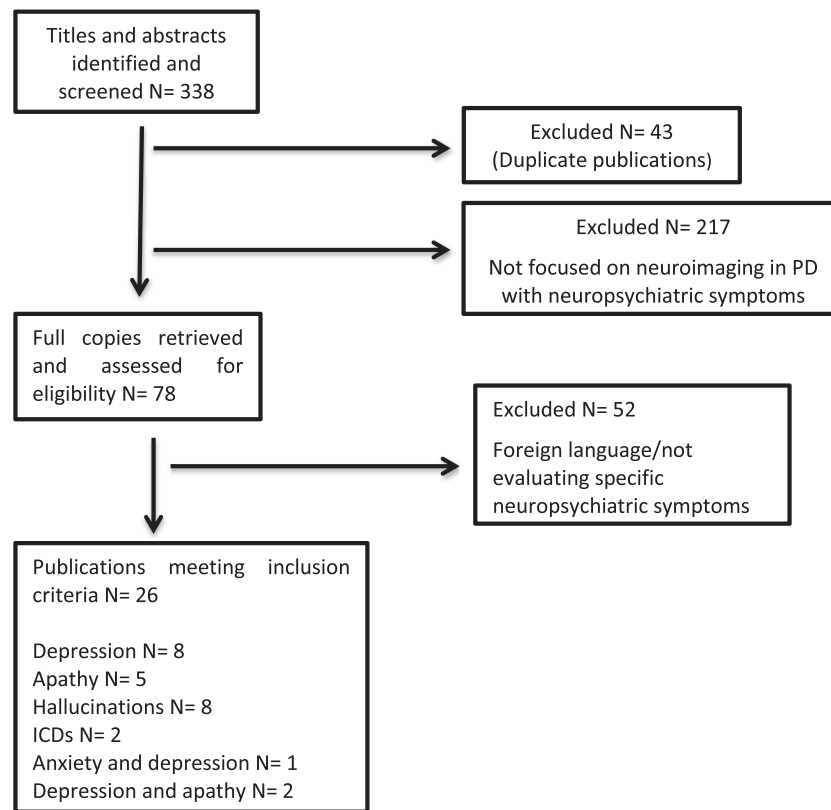 Titles and abstracts
identified and
screened N= 338
Excluded N= 43
(Duplicate publications)
Excluded N= 217
Not focused on neuroimaging in PD
with neuropsychiatric symptoms
Full copies retrieved
and assessed for
eligibility N= 78
Excluded N= 52
Foreign language/not
evaluating specific
neuropsychiatric symptoms
Publications meeting inclusion
criteria N= 26
Depression N= 8
Apathy N= 5
Hallucinations N= 8
ICDs N= 2
Anxiety and depression N= 1
Depression and apathy N= 2